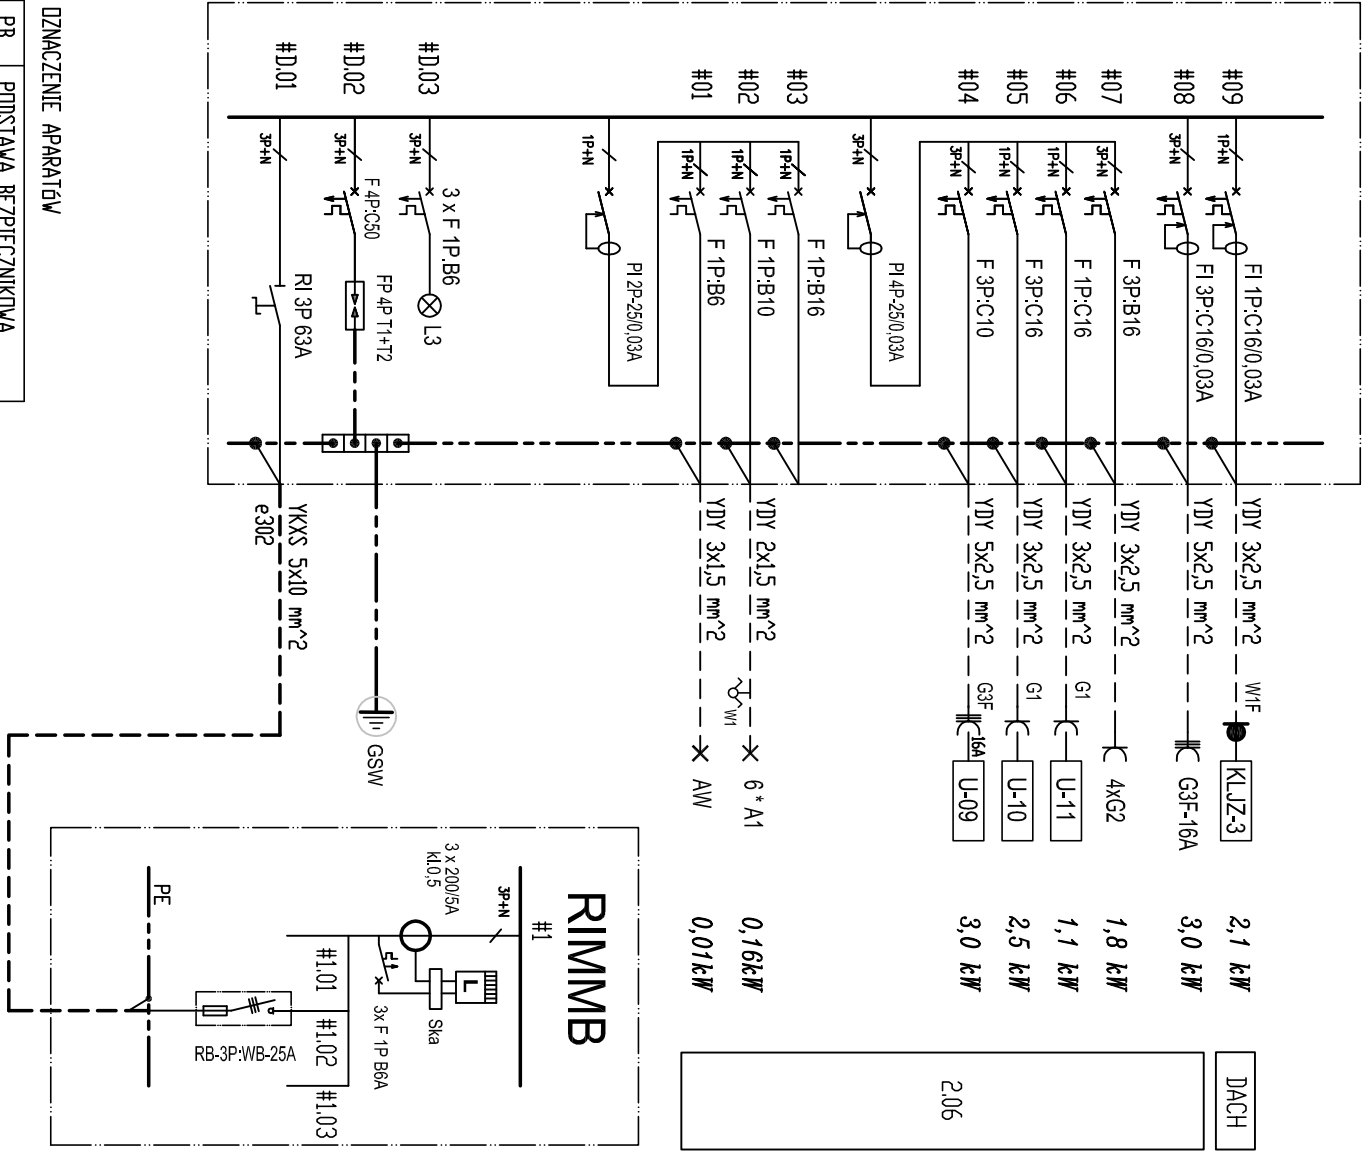 OZNACZENIE APARATóW
PB PODSTAWA BEZPIECZNIKOWA
#D.01
3P+N
RI 3P 63A
YKXS 5x10 mm^2
e302
#D.02
3P+N
F 4P:C50
FP 4P T1+T2
#D.03
3P+N
3 x F 1P.B6
L3
GSW
1P+N
PI 2P-25/0,03A
#01
1P+N
F 1P:B6
YDY 3x1,5 mm^2
AW
0,01kW
#02
1P+N
F 1P:B10
YDY 2x1,5 mm^2
W1
6 * A1
0,16kW
#03
1P+N
F 1P:B16
3P+N
PI 4P-25/0,03A
#04
3P+N
F 3P:C10
YDY 5x2,5 mm^2
G3F
16A
U-09
3,0 kW
#05
1P+N
F 3P:C16
YDY 3x2,5 mm^2
G1
U-10
2,5 kW
#06
1P+N
F 1P:C16
YDY 3x2,5 mm^2
G1
U-11
1,1 kW
#07
3P+N
F 3P:B16
YDY 3x2,5 mm^2
4xG2
1,8 kW
#08
3P+N
FI 3P:C16/0,03A
YDY 5x2,5 mm^2
G3F-16A
3,0 kW
#09
1P+N
FI 1P:C16/0,03A
YDY 3x2,5 mm^2
W1F
KLJZ-3
2,1 kW
2.06
DACH
RIMMB
#1
3P+N
3 x 200/5A
kl.0,5
L
Ska
3x F 1P B6A
#1.01
#1.02
#1.03
RB-3P:WB-25A
PE